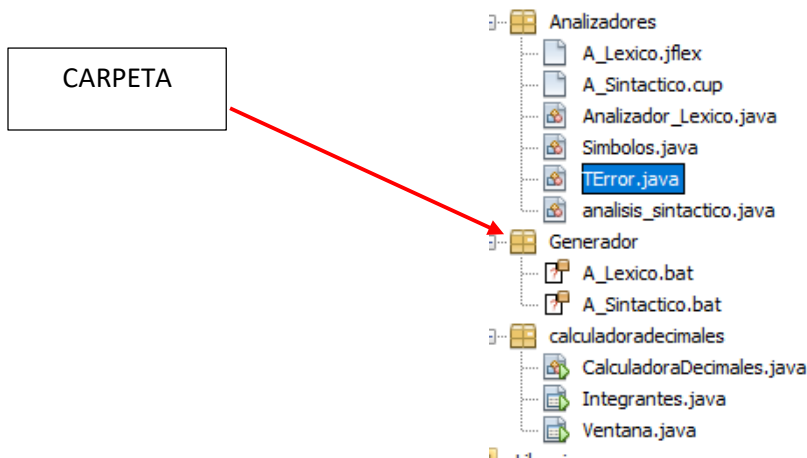 CARPETA
Analizadores
A_Lexico.jflex
A_Sintactico.cup
Analizador_Lexico.java
Simbolos.java
TError.java
analisis_sintactico.java
Generador
A_Lexico.bat
A_Sintactico.bat
calculadoradecimales
CalculadoraDecimales.java
Integrantes.java
Ventana.java